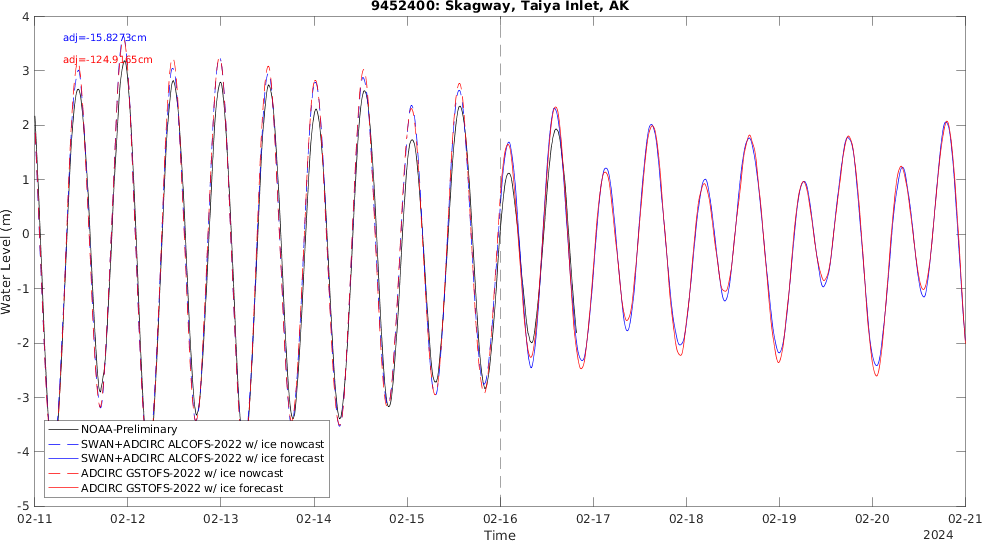 9452400: Skagway, Taiya Inlet, AK
adj=-15.8273cm
adj=-124.9165cm
Water Level (m)
4
3
2
1
0
-1
-2
-3
-4
-5
NOAA-Preliminary
SWAN+ADCIRC ALCOFS-2022 w/ ice nowcast
SWAN+ADCIRC ALCOFS-2022 w/ ice forecast
ADCIRC GSTOFS-2022 w/ ice nowcast
ADCIRC GSTOFS-2022 w/ ice forecast
02-11 02-12 02-13 02-14 02-15 02-16 02-17 02-18 02-19 02-20 02-21
Time
2024